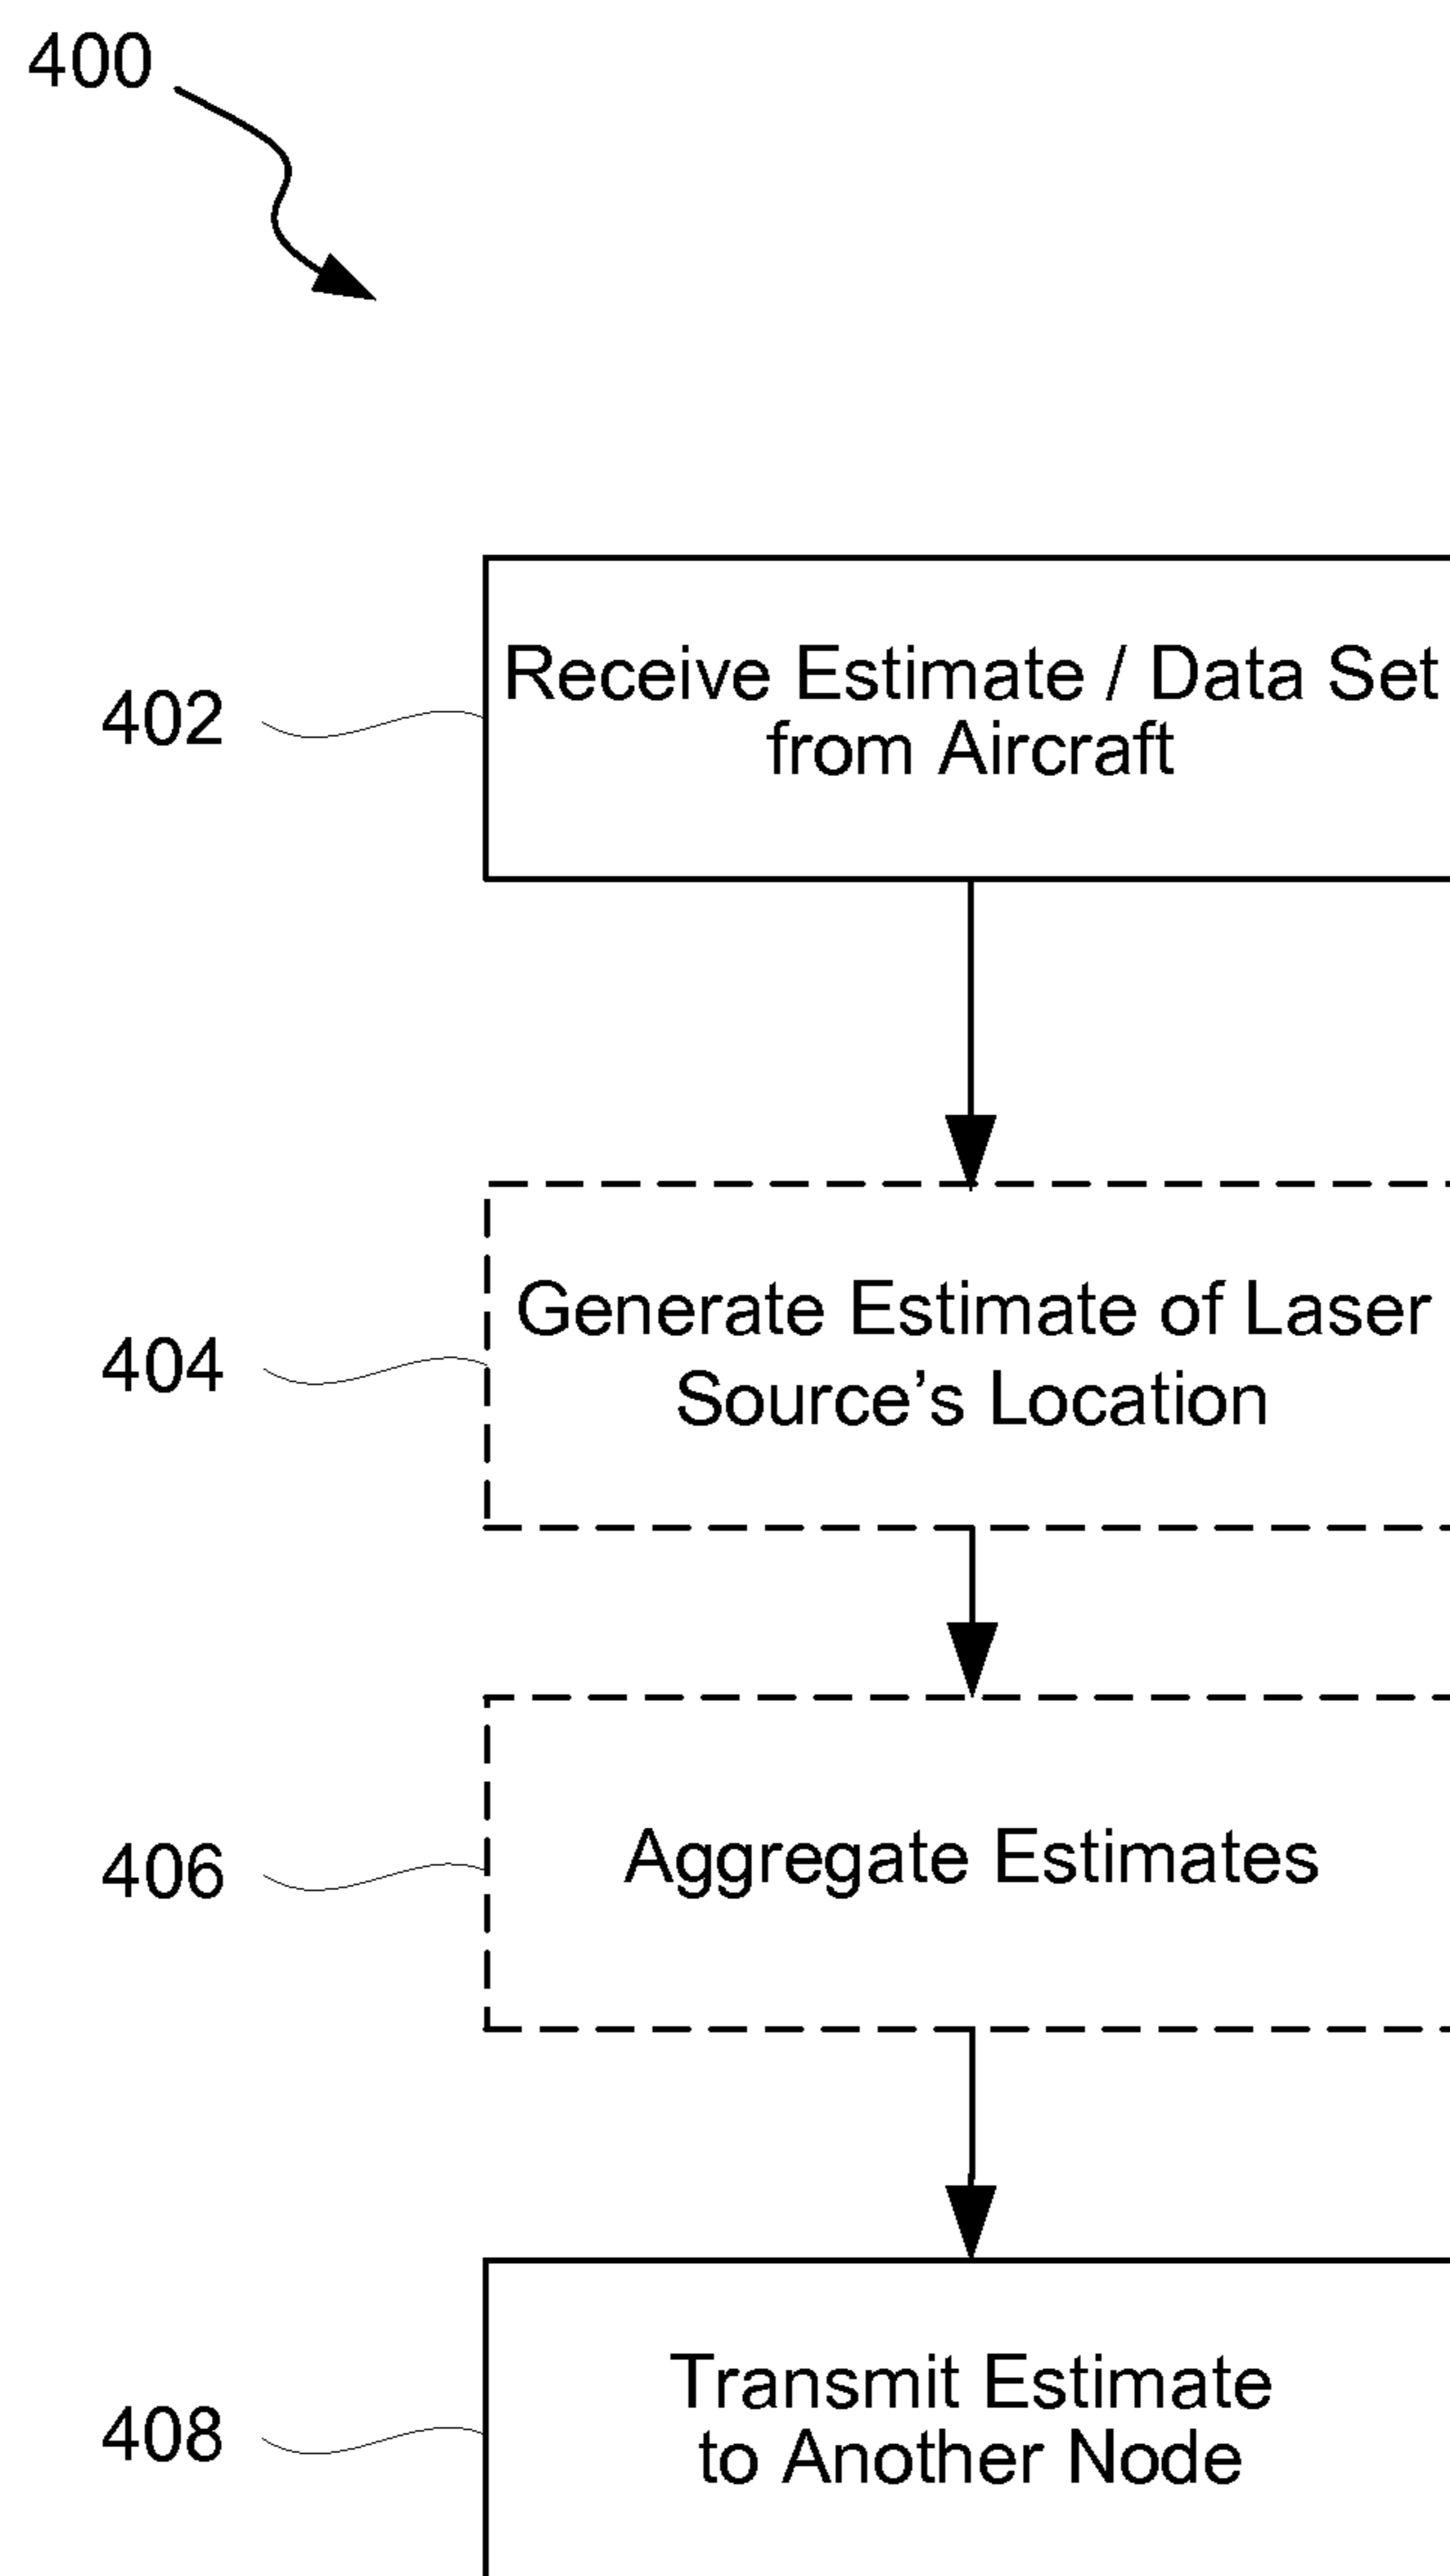 400
402
Receive Estimate / Data Set
from Aircraft
404
Generate Estimate of Laser
Source’s Location
406
Aggregate Estimates
408
Transmit Estimate
to Another Node